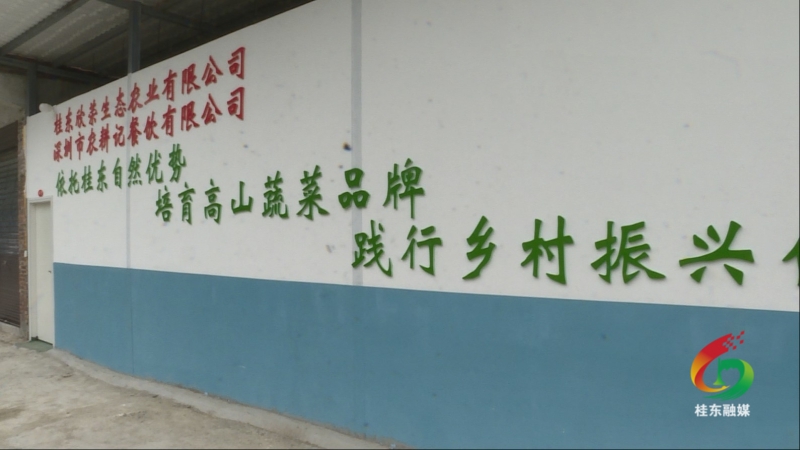 桂东欣荣生态农业有限公司
深圳市农耕记餐饮有限公司
依托桂东自然优势
培育高山蔬菜品牌
践行乡村振兴
桂东融媒